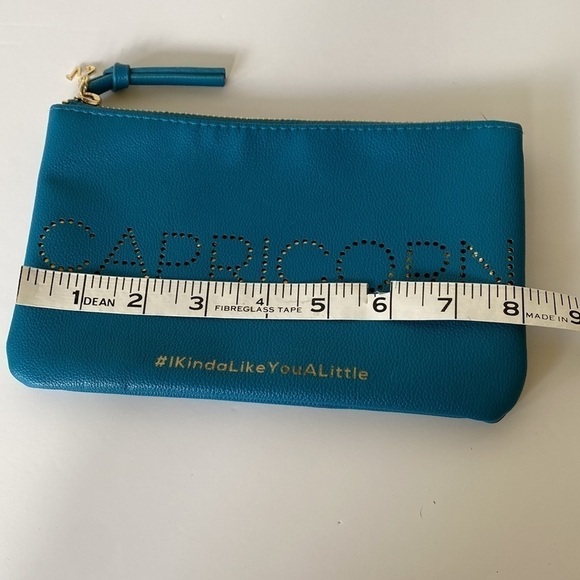 CAPRICORN
1 DEAN 2 3 4 5 6 7 8 MADE IN 9
FIBREGLASS TAPE
#IKindaLikeYouALittle